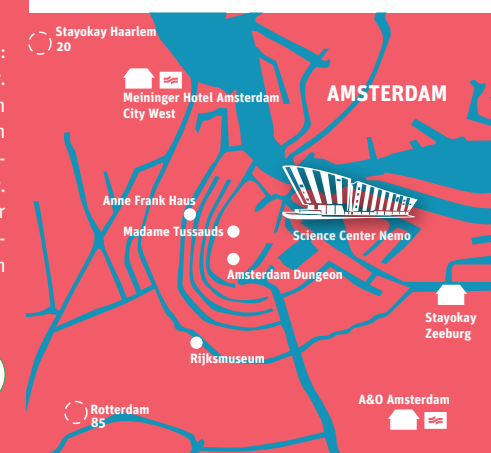 Stayokay Haarlem
20
Meininger Hotel Amsterdam
City West
AMSTERDAM
Anne Frank Haus
Madame Tussauds
Science Center Nemo
Amsterdam Dungeon
Stayokay
Zeeburg
Rijksmuseum
A&O Amsterdam
Rotterdam
85